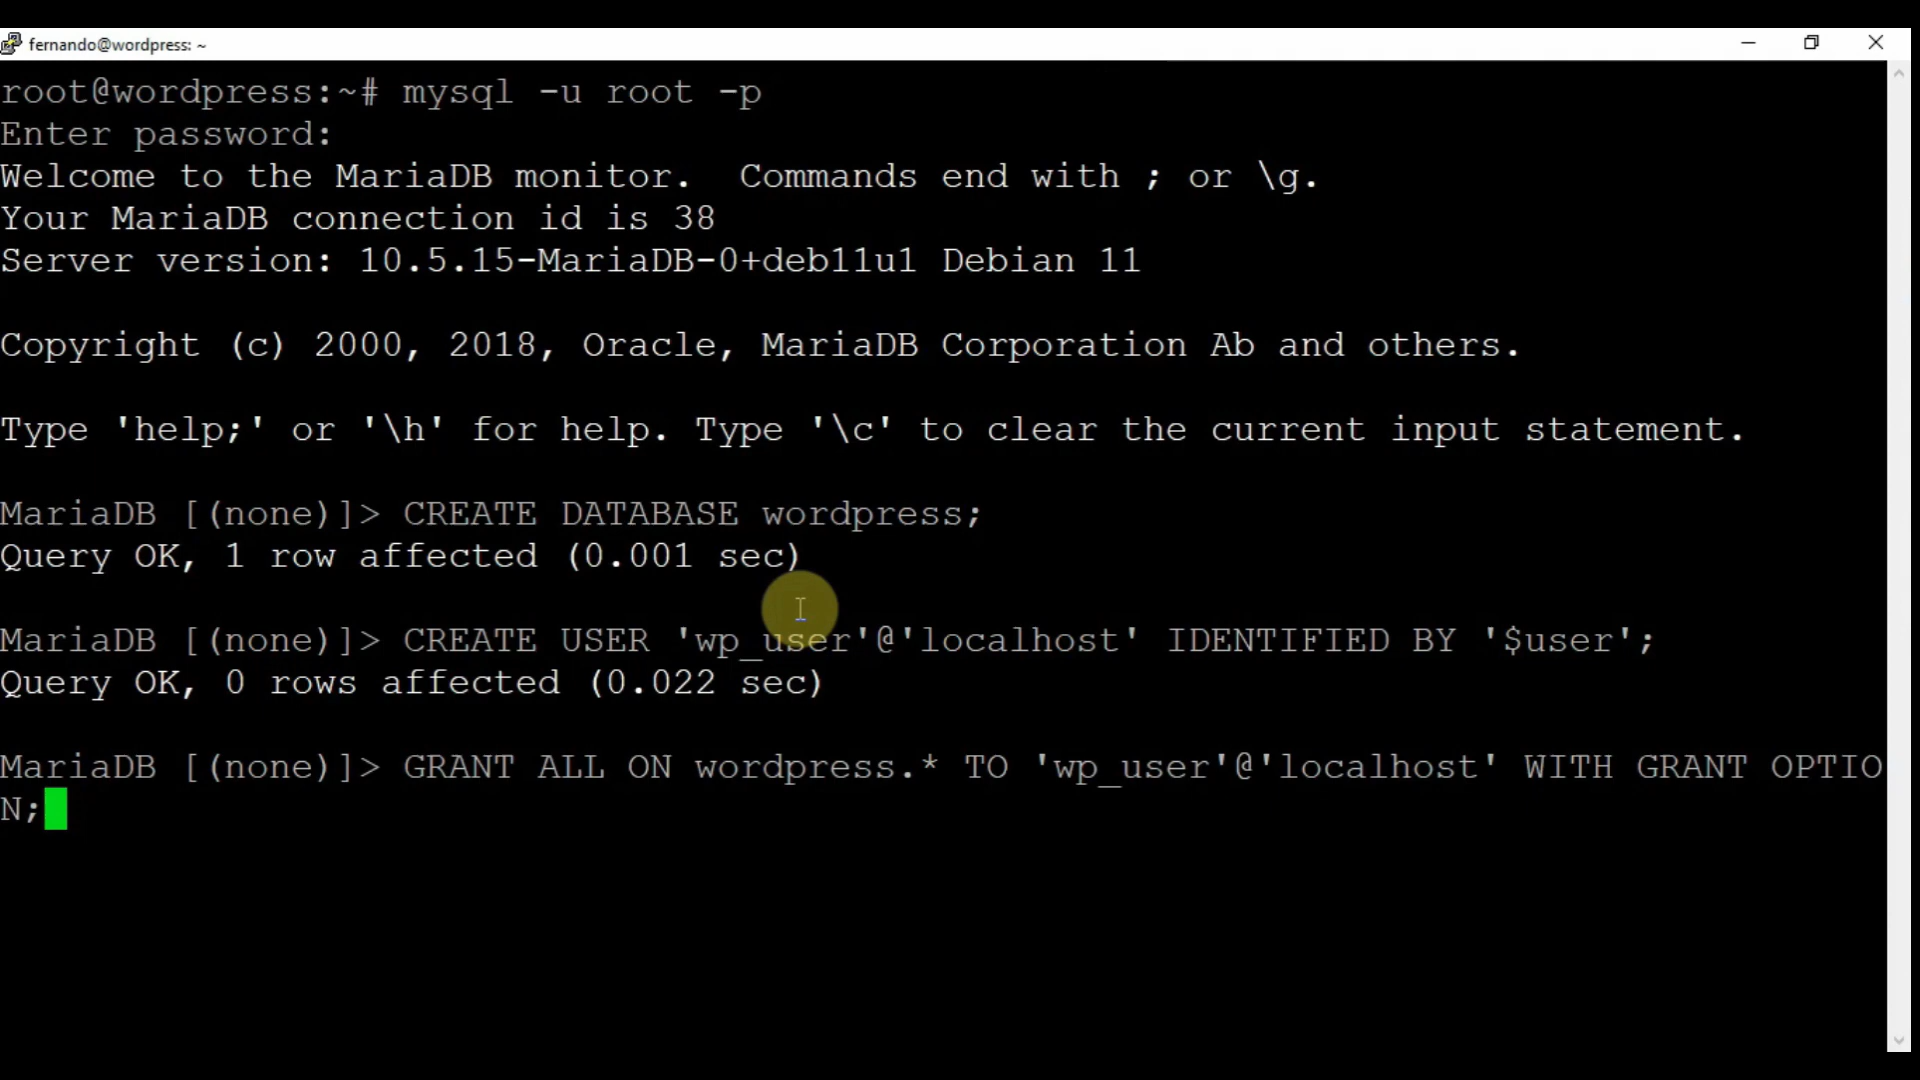 fernando@wordpress: ~
root@wordpress:~# mysql -u root -p
Enter password:
Welcome to the MariaDB monitor.  Commands end with ; or \g.
Your MariaDB connection id is 38
Server version: 10.5.15-MariaDB-0+deb11u1 Debian 11
Copyright (c) 2000, 2018, Oracle, MariaDB Corporation Ab and others.
Type 'help;' or '\h' for help. Type '\c' to clear the current input statement.
MariaDB [(none)]> CREATE DATABASE wordpress;
Query OK, 1 row affected (0.001 sec)
MariaDB [(none)]> CREATE USER 'wp_user'@'localhost' IDENTIFIED BY '$user';
Query OK, 0 rows affected (0.022 sec)
MariaDB [(none)]> GRANT ALL ON wordpress.* TO 'wp_user'@'localhost' WITH GRANT OPTIO
N;